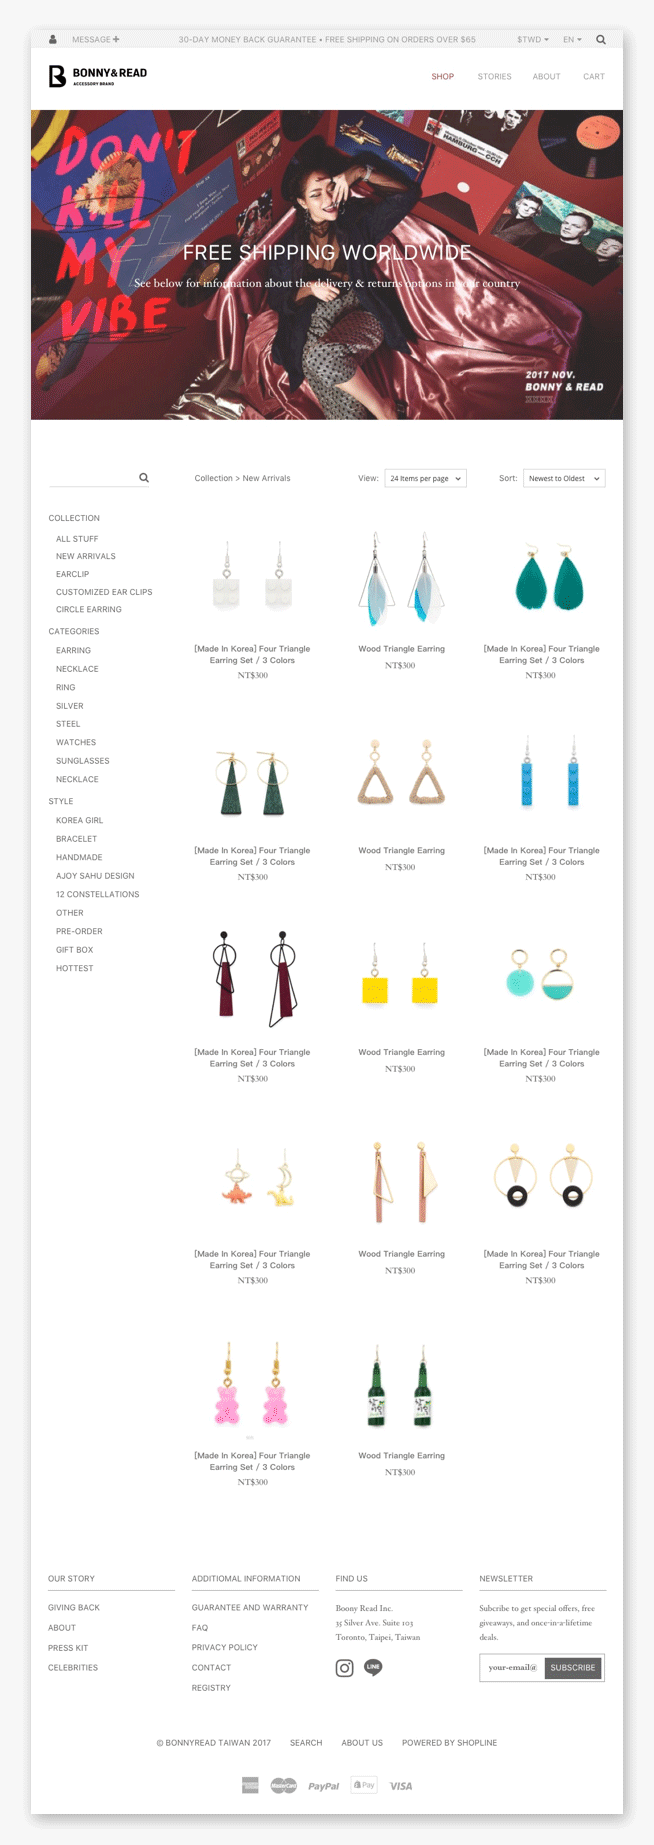 MESSAGE
30-DAY MONEY BACK GUARANTEE • FREE SHIPPING ON ORDERS OVER $65
$TWD
EN
BONNY&READ
ACCESSORY BRAND
SHOP
STORIES
ABOUT
CART
DON'T
KILL
MY
VIBE
HAMBURG-CCH
FREE SHIPPING WORLDWIDE
See below for information about the delivery & returns options in your country
2017 NOV.
BONNY & READ
Collection > New Arrivals
View:
24 Items per page
Sort:
Newest to Oldest
COLLECTION
ALL STUFF
NEW ARRIVALS
EARCLIP
CUSTOMIZED EAR CLIPS
CIRCLE EARRING
CATEGORIES
EARRING
NECKLACE
RING
SILVER
STEEL
WATCHES
SUNGLASSES
NECKLACE
STYLE
KOREA GIRL
BRACELET
HANDMADE
AJOY SAHU DESIGN
12 CONSTELLATIONS
OTHER
PRE-ORDER
GIFT BOX
HOTTEST
[Made In Korea] Four Triangle
Earring Set / 3 Colors
NT$300
Wood Triangle Earring
NT$300
[Made In Korea] Four Triangle
Earring Set / 3 Colors
NT$300
[Made In Korea] Four Triangle
Earring Set / 3 Colors
NT$300
Wood Triangle Earring
NT$300
[Made In Korea] Four Triangle
Earring Set / 3 Colors
NT$300
[Made In Korea] Four Triangle
Earring Set / 3 Colors
NT$300
Wood Triangle Earring
NT$300
[Made In Korea] Four Triangle
Earring Set / 3 Colors
NT$300
[Made In Korea] Four Triangle
Earring Set / 3 Colors
NT$300
Wood Triangle Earring
NT$300
[Made In Korea] Four Triangle
Earring Set / 3 Colors
NT$300
[Made In Korea] Four Triangle
Earring Set / 3 Colors
NT$300
Wood Triangle Earring
NT$300
OUR STORY
GIVING BACK
ABOUT
PRESS KIT
CELEBRITIES
ADDITIOMAL INFORMATION
GUARANTEE AND WARRANTY
FAQ
PRIVACY POLICY
CONTACT
REGISTRY
FIND US
Boony Read Inc.
35 Silver Ave. Suite 103
Toronto, Taipei, Taiwan
LINE
NEWSLETTER
Subcribe to get special offers, free
giveaways, and once-in-a-lifetime
deals.
your-email@
SUBSCRIBE
© BONNYREAD TAIWAN 2017
SEARCH
ABOUT US
POWERED BY SHOPLINE
MasterCard
PayPal
Pay
VISA